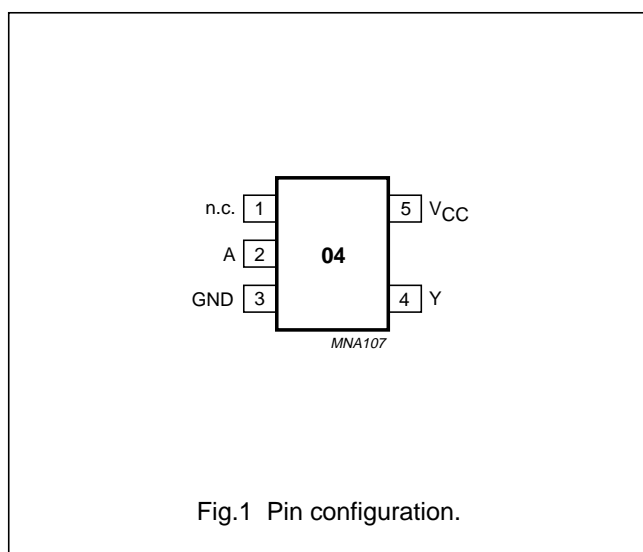 n.c. 1 5 VCC
A 2 04
GND 3 4 Y
MNA107
Fig.1 Pin configuration.